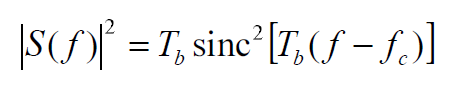 |S(f)|² = T_b sinc²[T_b(f − f_c)]